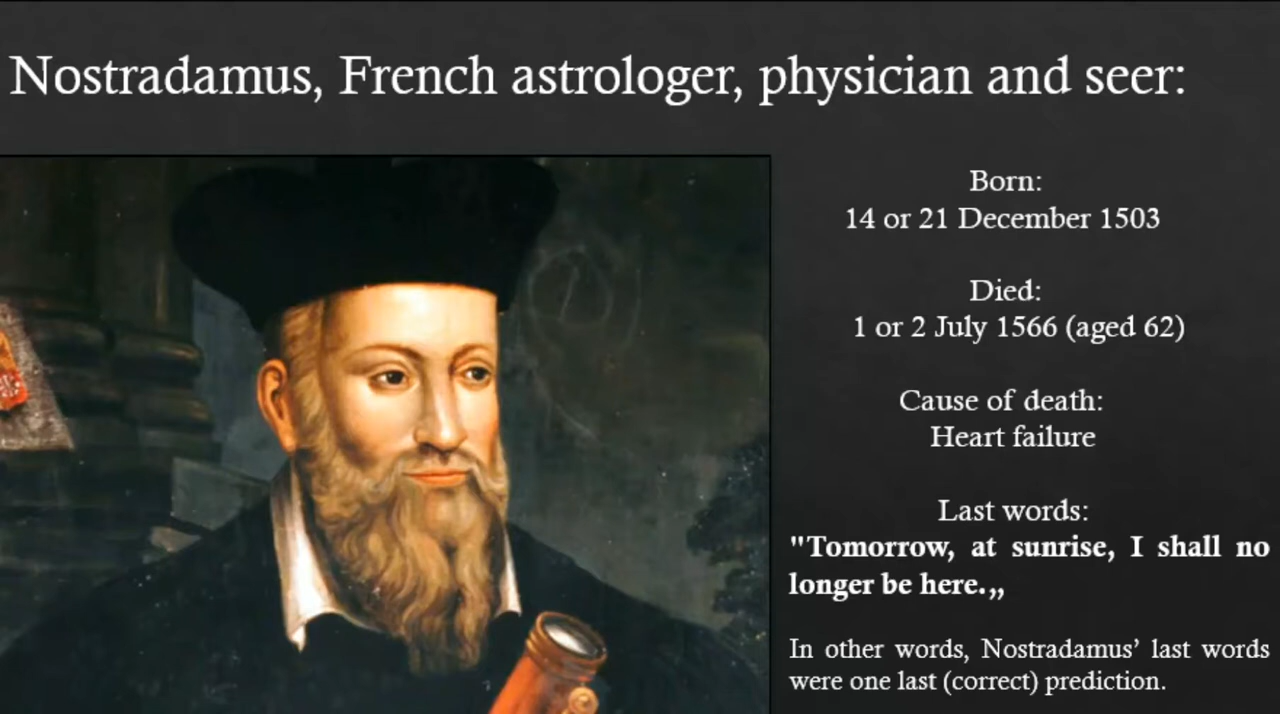 Nostradamus, French astrologer, physician and seer:
Born:
14 or 21 December 1503
Died:
1 or 2 July 1566 (aged 62)
Cause of death:
Heart failure
Last words:
"Tomorrow, at sunrise, I shall no
longer be here.„
In other words, Nostradamus’ last words
were one last (correct) prediction.